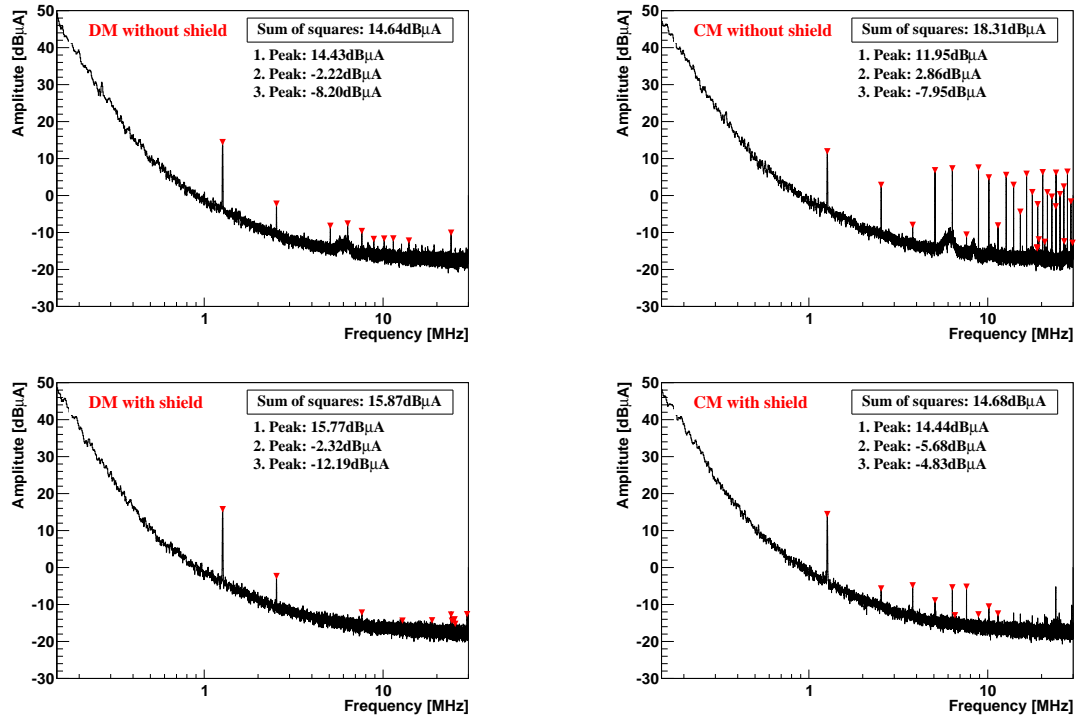 Amplitude [dBµA]
DM without shield
Sum of squares: 14.64dBµA
1. Peak: 14.43dBµA
2. Peak: -2.22dBµA
3. Peak: -8.20dBµA
50
40
30
20
10
0
-10
-20
-30
1
10
Frequency [MHz]
Amplitude [dBµA]
CM without shield
Sum of squares: 18.31dBµA
1. Peak: 11.95dBµA
2. Peak: 2.86dBµA
3. Peak: -7.95dBµA
50
40
30
20
10
0
-10
-20
-30
1
10
Frequency [MHz]
Amplitude [dBµA]
DM with shield
Sum of squares: 15.87dBµA
1. Peak: 15.77dBµA
2. Peak: -2.32dBµA
3. Peak: -12.19dBµA
50
40
30
20
10
0
-10
-20
-30
1
10
Frequency [MHz]
Amplitude [dBµA]
CM with shield
Sum of squares: 14.68dBµA
1. Peak: 14.44dBµA
2. Peak: -5.68dBµA
3. Peak: -4.83dBµA
50
40
30
20
10
0
-10
-20
-30
1
10
Frequency [MHz]